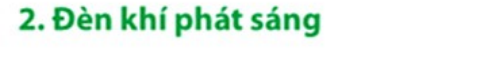 2. Đèn khí phát sáng